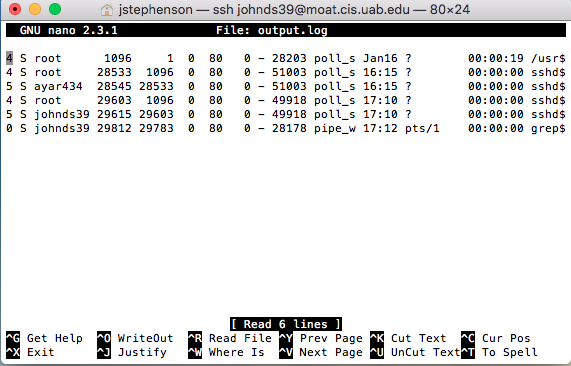 jstephenson — ssh johnds39@moat.cis.uab.edu — 80×24
GNU nano 2.3.1 File: output.log
4 S root 1096 1 0 80 0 - 28203 poll_s Jan16 ? 00:00:19 /usr$
4 S root 28533 1096 0 80 0 - 51003 poll_s 16:15 ? 00:00:00 sshd$
5 S ayar434 28545 28533 0 80 0 - 51003 poll_s 16:15 ? 00:00:00 sshd$
4 S root 29603 1096 0 80 0 - 49918 poll_s 17:10 ? 00:00:00 sshd$
5 S johnds39 29615 29603 0 80 0 - 49918 poll_s 17:10 ? 00:00:00 sshd$
0 S johnds39 29812 29783 0 80 0 - 28178 pipe_w 17:12 pts/1 00:00:00 grep$
[ Read 6 lines ]
^G Get Help ^O WriteOut ^R Read File ^Y Prev Page ^K Cut Text ^C Cur Pos
^X Exit ^J Justify ^W Where Is ^V Next Page ^U UnCut Text ^T To Spell